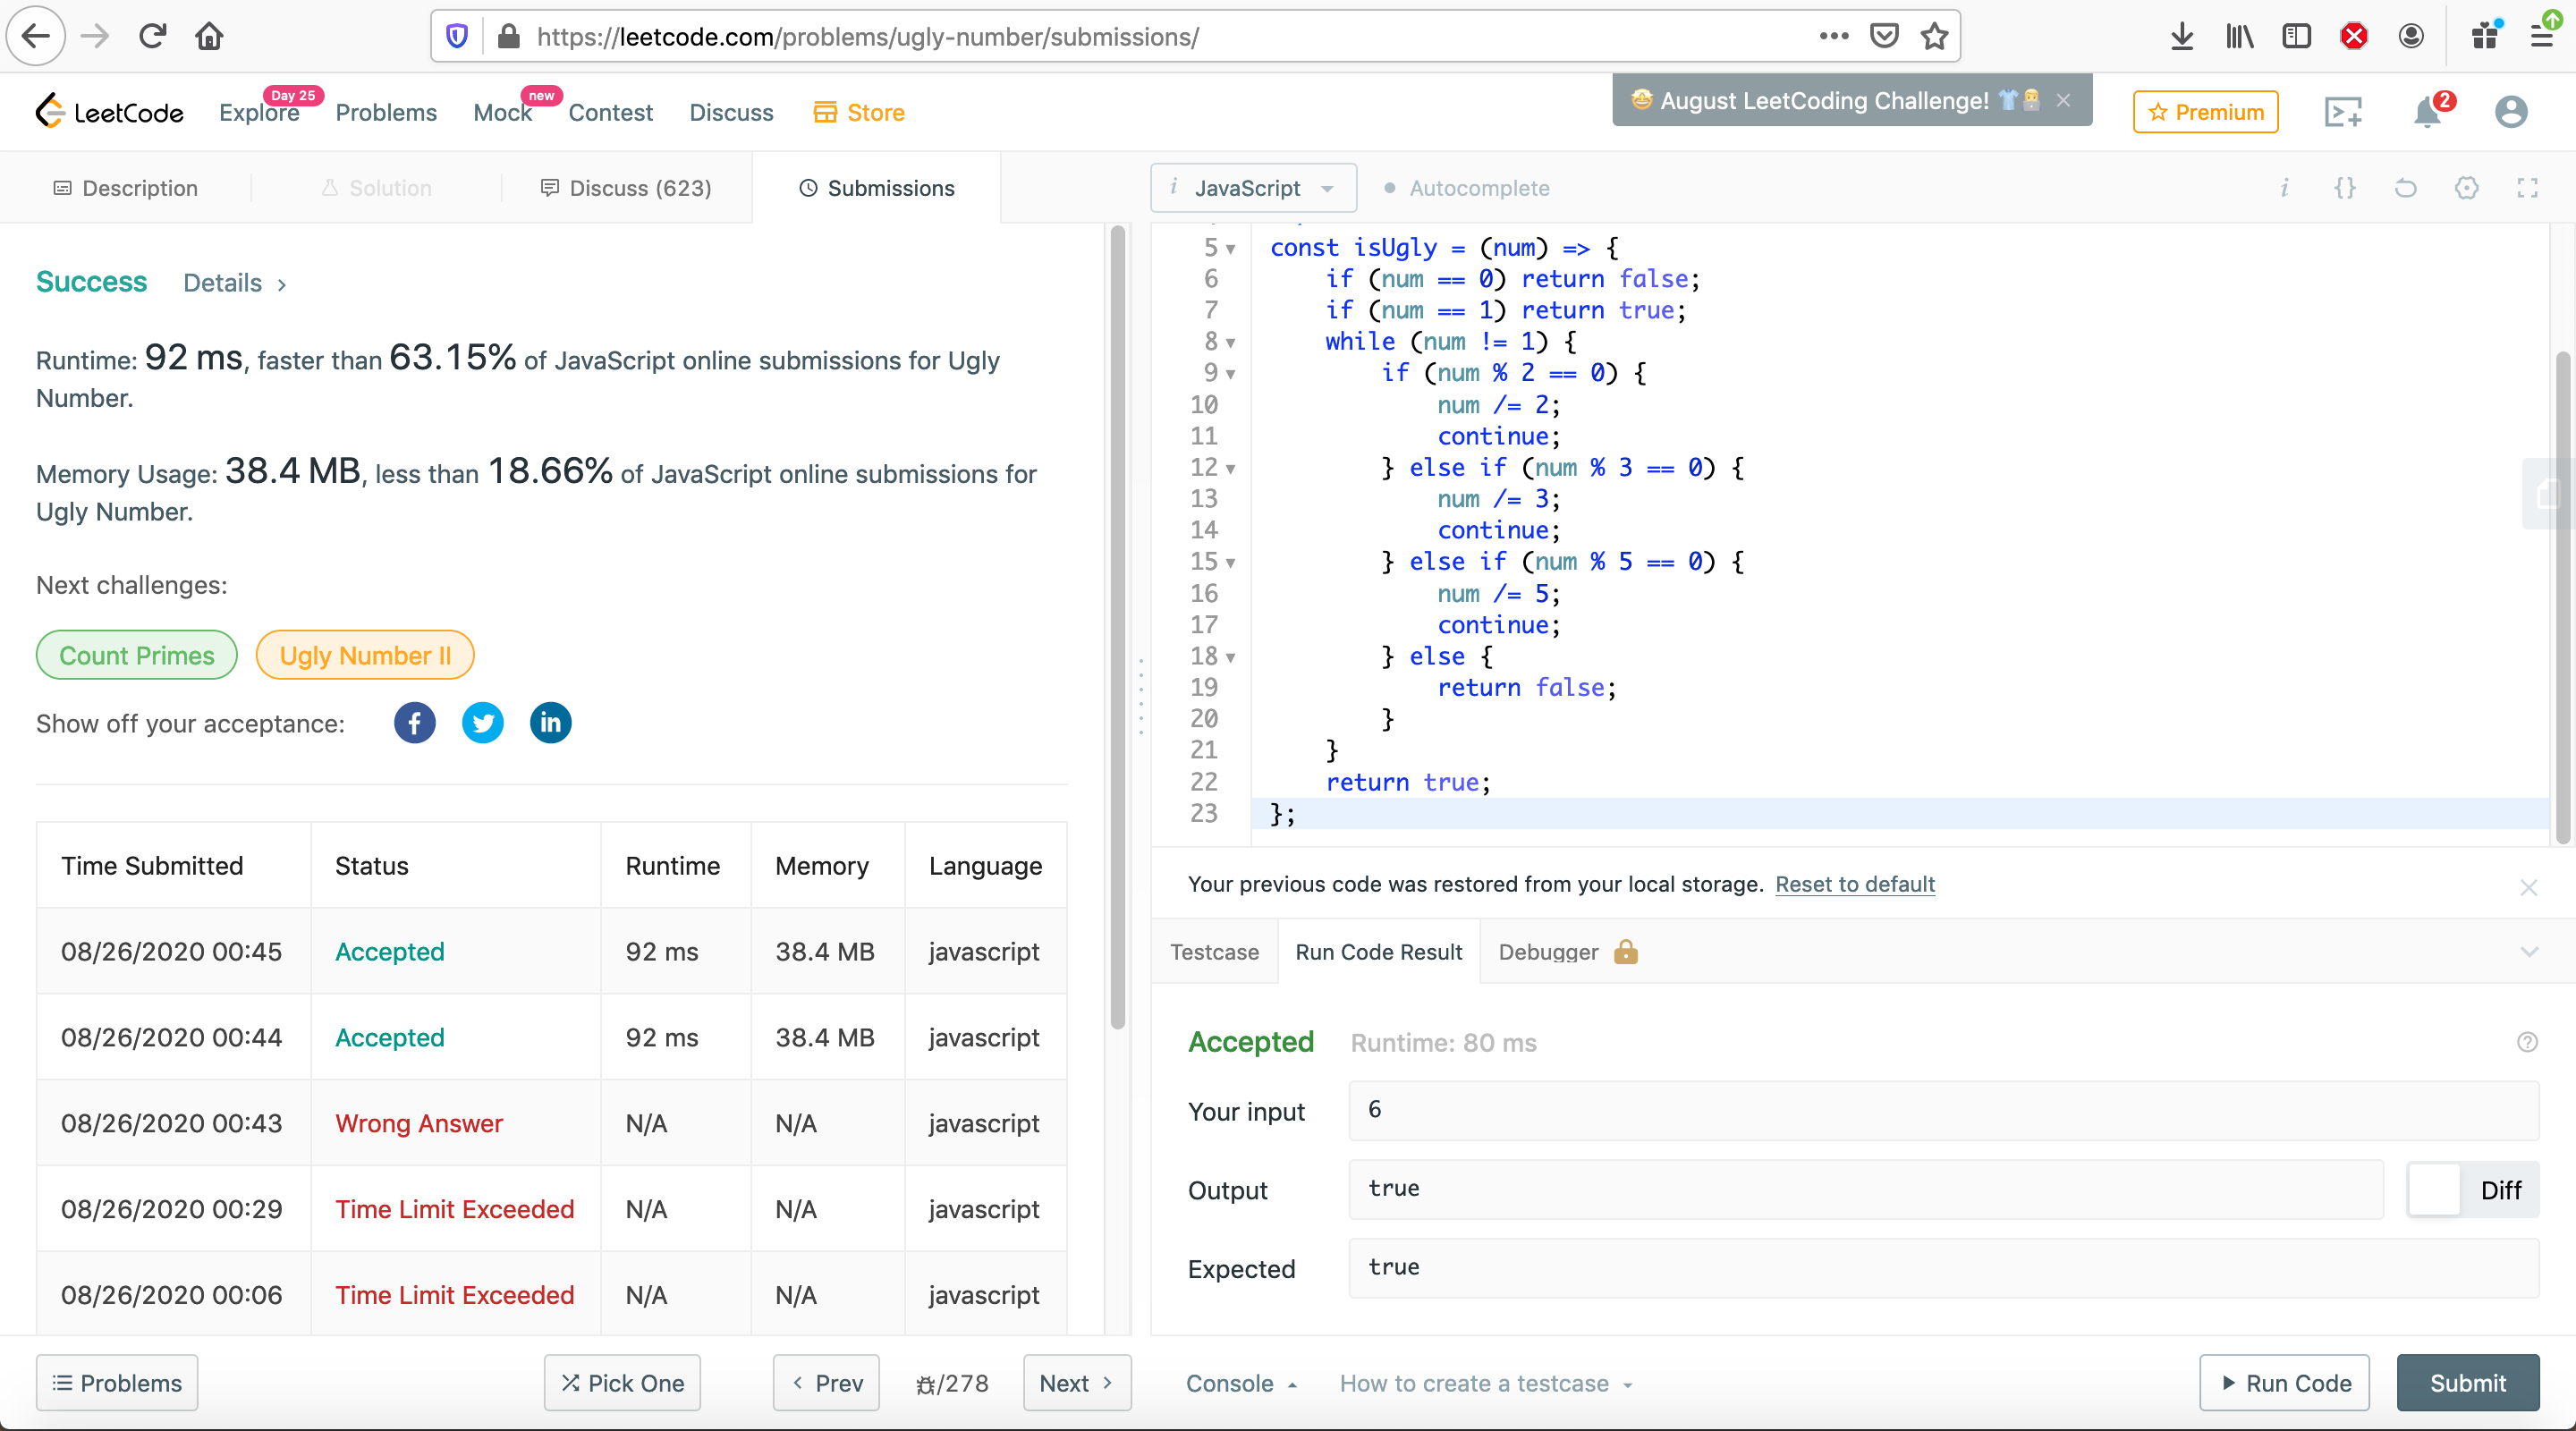 https://leetcode.com/problems/ugly-number/submissions/
LeetCode
Explore
Day 25
Problems
Mock
new
Contest
Discuss
Store
🤩 August LeetCoding Challenge!
Premium
2
Description
Solution
Discuss (623)
Submissions
i JavaScript
Autocomplete
i {}
Success Details
Runtime: 92 ms, faster than 63.15% of JavaScript online submissions for Ugly
Number.
Memory Usage: 38.4 MB, less than 18.66% of JavaScript online submissions for
Ugly Number.
Next challenges:
Count Primes
Ugly Number II
Show off your acceptance:
f
in
Time Submitted Status Runtime Memory Language
08/26/2020 00:45 Accepted 92 ms 38.4 MB javascript
08/26/2020 00:44 Accepted 92 ms 38.4 MB javascript
08/26/2020 00:43 Wrong Answer N/A N/A javascript
08/26/2020 00:29 Time Limit Exceeded N/A N/A javascript
08/26/2020 00:06 Time Limit Exceeded N/A N/A javascript
Problems
Pick One
Prev
/278
Next
5 const isUgly = (num) => {
6 if (num == 0) return false;
7 if (num == 1) return true;
8 while (num != 1) {
9 if (num % 2 == 0) {
10 num /= 2;
11 continue;
12 } else if (num % 3 == 0) {
13 num /= 3;
14 continue;
15 } else if (num % 5 == 0) {
16 num /= 5;
17 continue;
18 } else {
19 return false;
20 }
21 }
22 return true;
23 };
Your previous code was restored from your local storage. Reset to default
Testcase
Run Code Result
Debugger
Accepted Runtime: 80 ms
Your input 6
Output true
Diff
Expected true
Console
How to create a testcase
Run Code
Submit